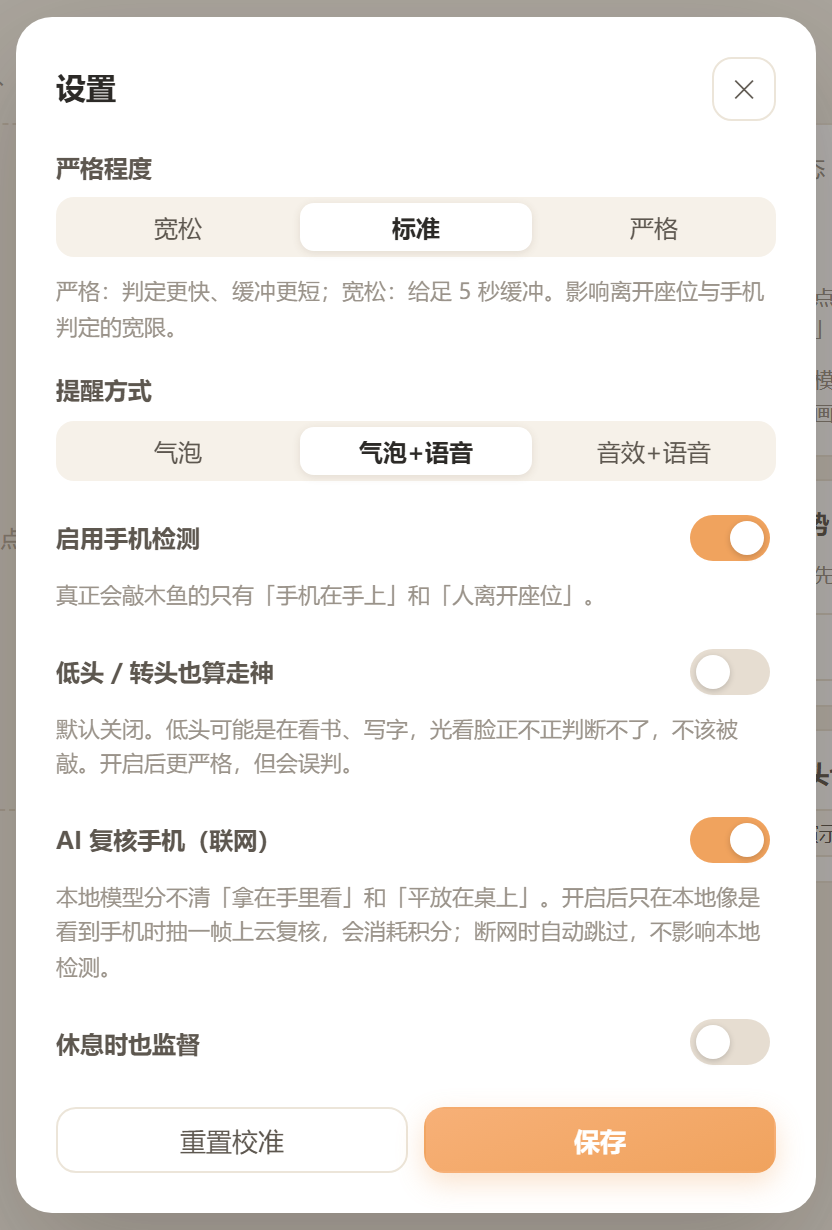 设置
严格程度
宽松
标准
严格
严格：判定更快、缓冲更短；宽松：给足 5 秒缓冲。影响离开座位与手机
判定的宽限。
提醒方式
气泡
气泡+语音
音效+语音
启用手机检测
真正会敲木鱼的只有「手机在手上」和「人离开座位」。
低头 / 转头也算走神
默认关闭。低头可能是在看书、写字，光看脸正不正判断不了，不该被
敲。开启后更严格，但会误判。
AI 复核手机（联网）
本地模型分不清「拿在手里看」和「平放在桌上」。开启后只在本地像是
看到手机时抽一帧上云复核，会消耗积分；断网时自动跳过，不影响本地
检测。
休息时也监督
重置校准
保存
点
态
点
」
模
画
势
先